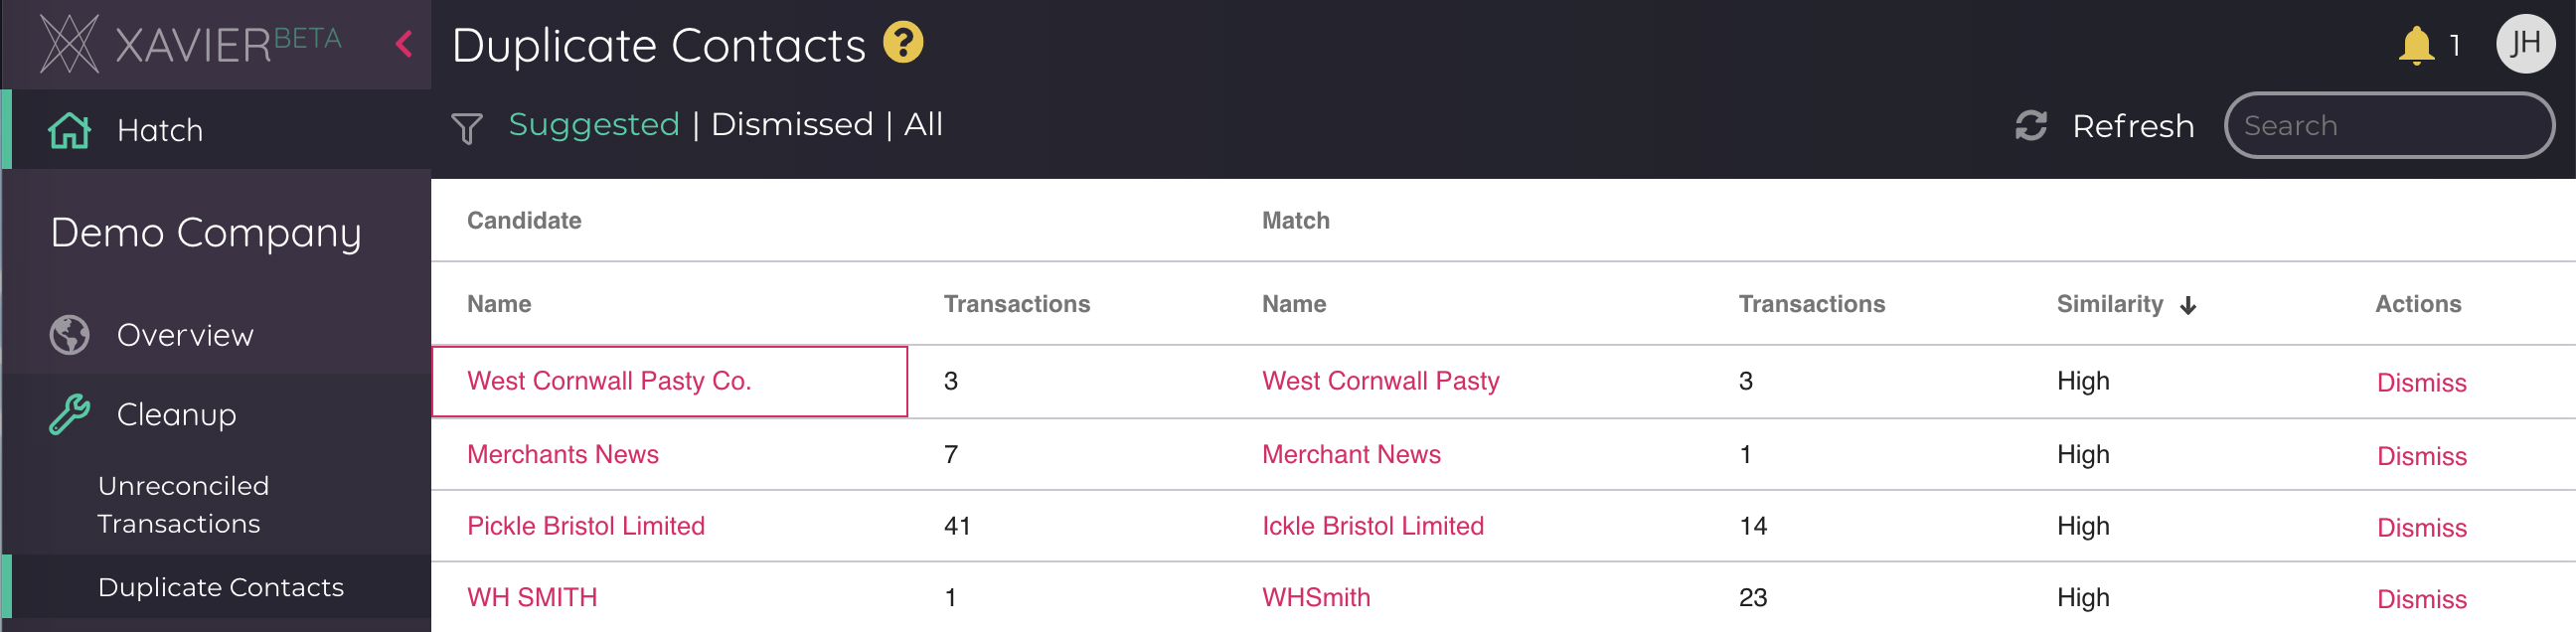 XAVIER BETA
Duplicate Contacts ?
1
JH
Hatch
Suggested | Dismissed | All
Refresh
Search
Demo Company
Overview
Cleanup
Unreconciled
Transactions
Duplicate Contacts
Candidate Match
Name Transactions Name Transactions Similarity Actions
West Cornwall Pasty Co. 3 West Cornwall Pasty 3 High Dismiss
Merchants News 7 Merchant News 1 High Dismiss
Pickle Bristol Limited 41 Ickle Bristol Limited 14 High Dismiss
WH SMITH 1 WHSmith 23 High Dismiss